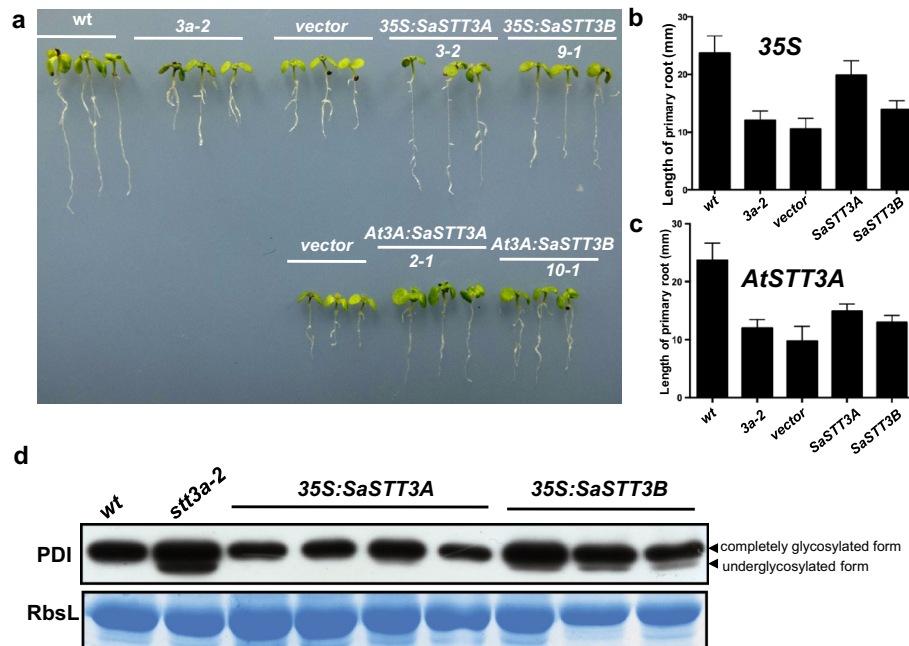 a
wt 3a-2 vector 35S:SaSTT3A 35S:SaSTT3B
3-2 9-1
vector At3A:SaSTT3A At3A:SaSTT3B
2-1 10-1
b
35S
Length of primary root (mm)
30
20
10
0
wt 3a-2 vector SaSTT3A SaSTT3B
c
AtSTT3A
Length of primary root (mm)
30
20
10
0
wt 3a-2 vector SaSTT3A SaSTT3B
d
wt stt3a-2 35S:SaSTT3A 35S:SaSTT3B
PDI
completely glycosylated form
underglycosylated form
RbsL